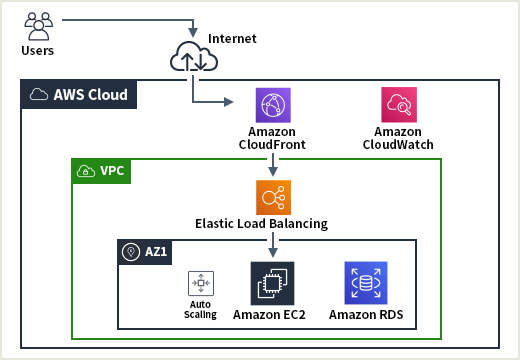 Users
Internet
AWS Cloud
Amazon
CloudFront
Amazon
CloudWatch
VPC
Elastic Load Balancing
AZ1
Auto
Scaling
Amazon EC2
Amazon RDS